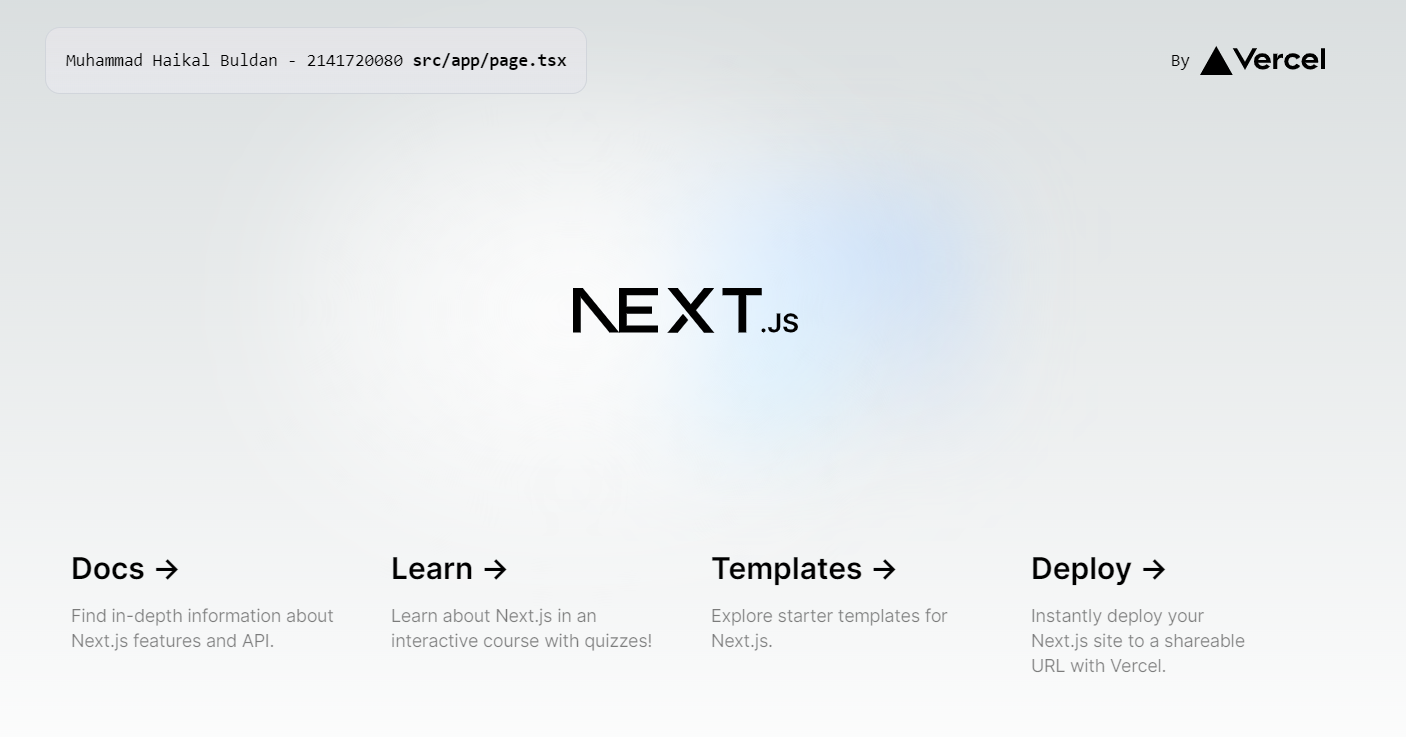 Muhammad Haikal Buldan - 2141720080 src/app/page.tsx
By Vercel
NEXT.JS
Docs ->
Find in-depth information about
Next.js features and API.
Learn ->
Learn about Next.js in an
interactive course with quizzes!
Templates ->
Explore starter templates for
Next.js.
Deploy ->
Instantly deploy your
Next.js site to a shareable
URL with Vercel.